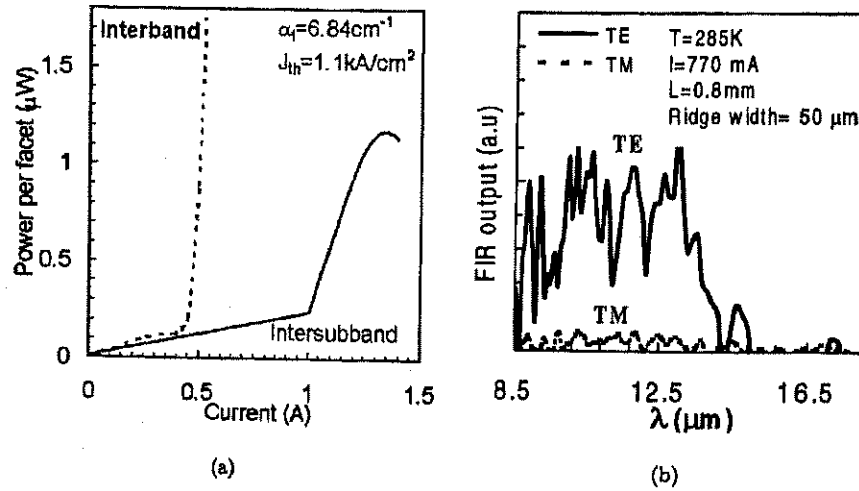 Interband
αᵢ=6.84cm⁻¹
Jth=1.1kA/cm²
Intersubband
Power per facet (μW)
1.5
1
0.5
0
0
0.5
1
1.5
Current (A)
(a)
TE T=285K
TM I=770 mA
L=0.8mm
Ridge width= 50 μm
TE
TM
FIR output (a.u)
8.5
12.5
16.5
λ(μm)
(b)